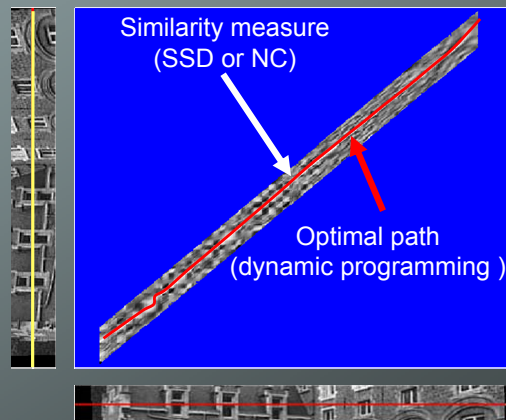 Similarity measure
(SSD or NC)
Optimal path
(dynamic programming )